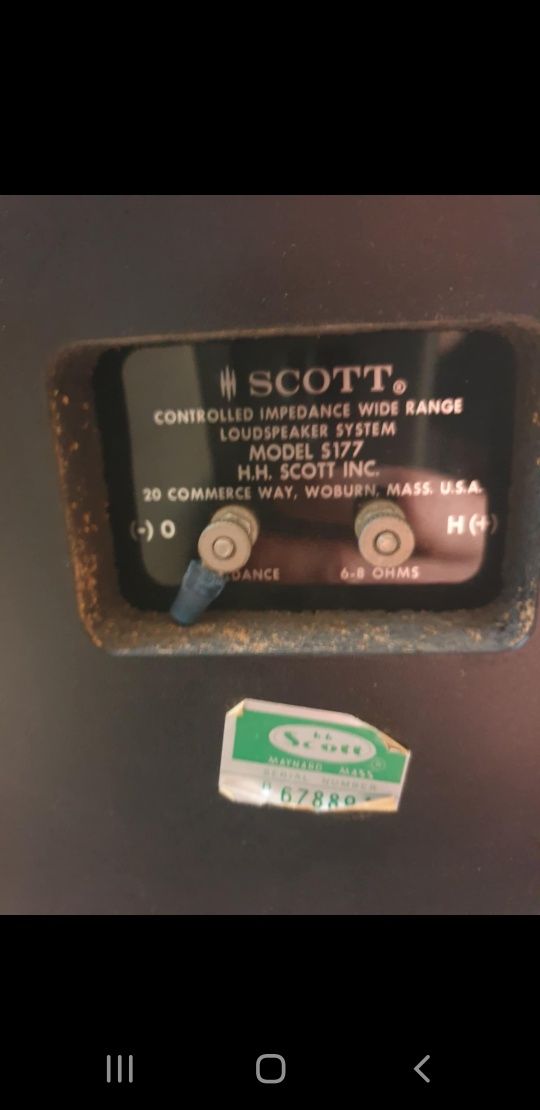 SCOTT®
CONTROLLED IMPEDANCE WIDE RANGE
LOUDSPEAKER SYSTEM
MODEL S177
H.H. SCOTT INC.
20 COMMERCE WAY, WOBURN, MASS. U.S.A.
(-) O H (+)
6-8 OHMS
h.h.
Scott®
MAYNARD MASS
SERIAL NUMBER